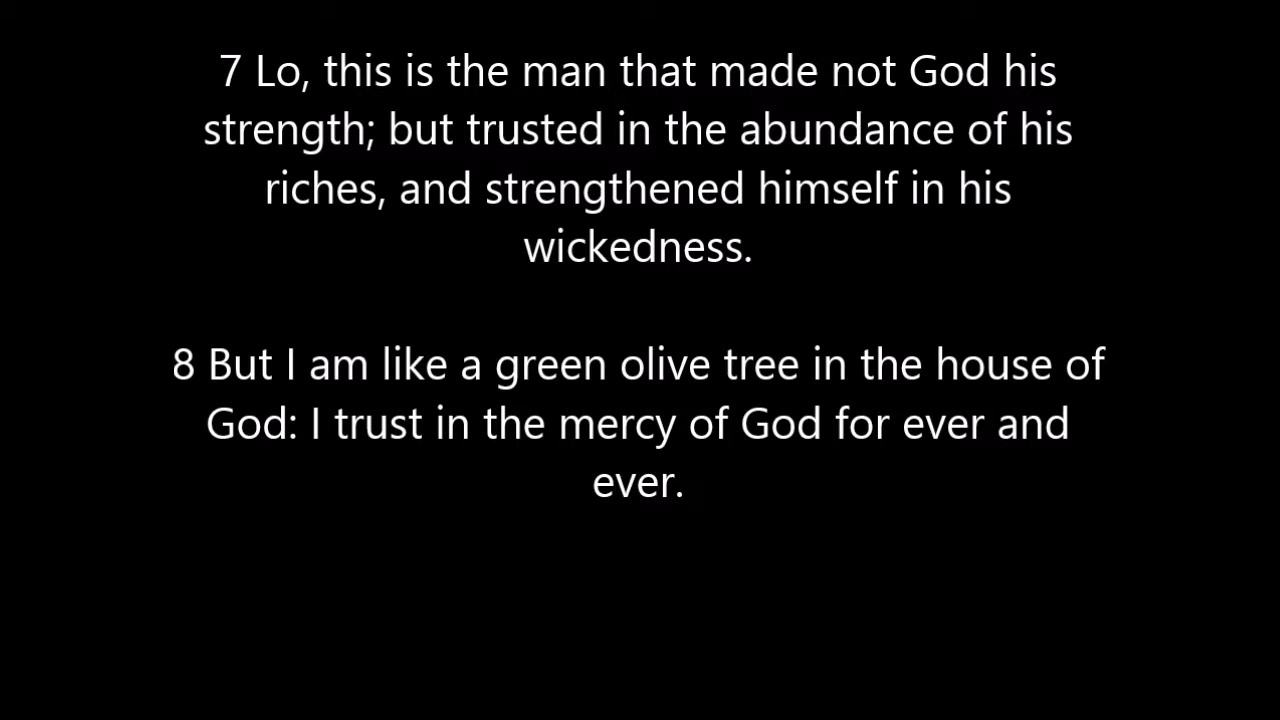 7 Lo, this is the man that made not God his
strength; but trusted in the abundance of his
riches, and strengthened himself in his
wickedness.
8 But I am like a green olive tree in the house of
God: I trust in the mercy of God for ever and
ever.